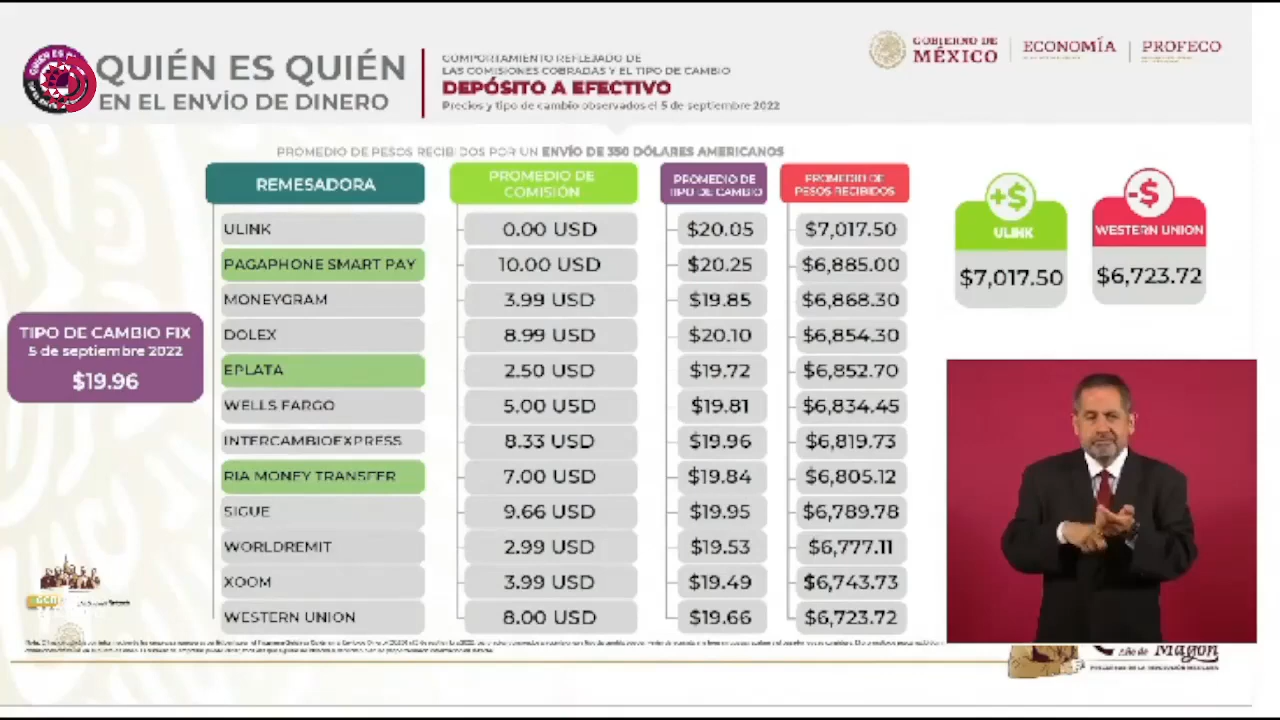 QUIÉN ES QUIÉN
EN EL ENVÍO DE DINERO
COMPORTAMIENTO REFLEJADO DE
LAS COMISIONES COBRADAS Y EL TIPO DE CAMBIO
DEPÓSITO A EFECTIVO
Precios y tipo de cambio observados el 5 de septiembre 2022
GOBIERNO DE
MÉXICO
ECONOMÍA
PROFECO
PROMEDIO DE PESOS RECIBIDOS POR UN ENVÍO DE 350 DÓLARES AMERICANOS
REMESADORA
PROMEDIO DE
COMISIÓN
PROMEDIO DE
TIPO DE CAMBIO
PROMEDIO DE
PESOS RECIBIDOS
ULINK 0.00 USD $20.05 $7,017.50
PAGAPHONE SMART PAY 10.00 USD $20.25 $6,885.00
MONEYGRAM 3.99 USD $19.85 $6,868.30
DOLEX 8.99 USD $20.10 $6,854.30
EPLATA 2.50 USD $19.72 $6,852.70
WELLS FARGO 5.00 USD $19.81 $6,834.45
INTERCAMBIOEXPRESS 8.33 USD $19.96 $6,819.73
RIA MONEY TRANSFER 7.00 USD $19.84 $6,805.12
SIGUE 9.66 USD $19.95 $6,789.78
WORLDREMIT 2.99 USD $19.53 $6,777.11
XOOM 3.99 USD $19.49 $6,743.73
WESTERN UNION 8.00 USD $19.66 $6,723.72
TIPO DE CAMBIO FIX
5 de septiembre 2022
$19.96
+$
ULINK
$7,017.50
-$
WESTERN UNION
$6,723.72
Año de Magón